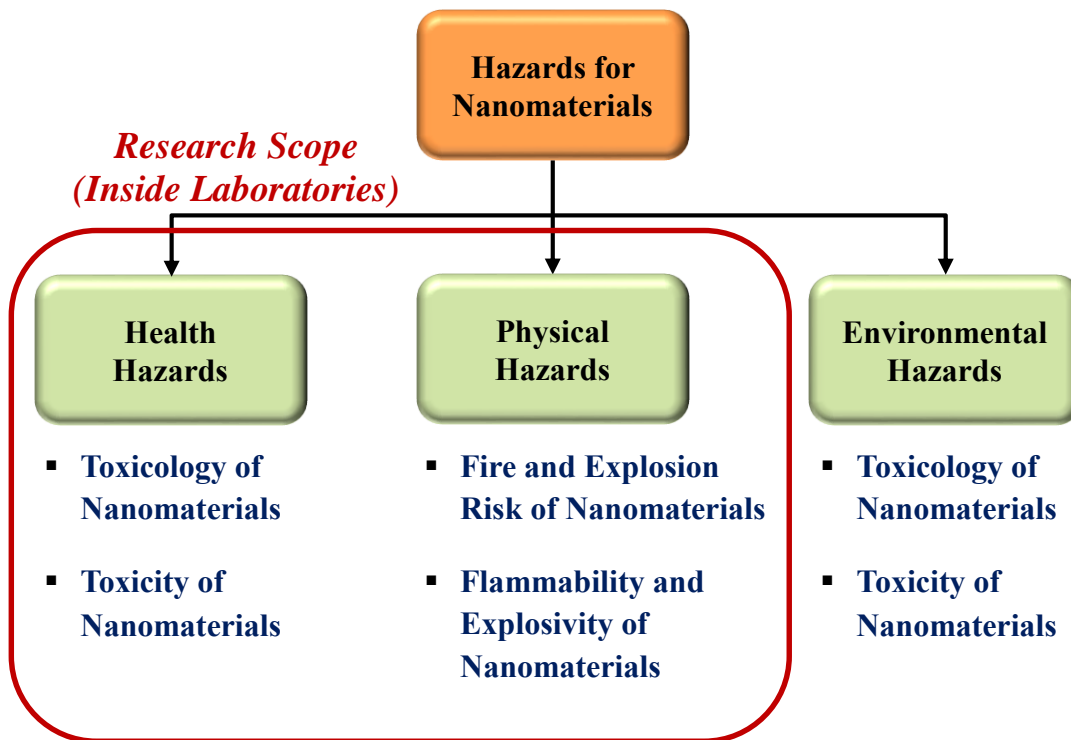 Hazards for
Nanomaterials
Research Scope
(Inside Laboratories)
Health
Hazards
Physical
Hazards
Environmental
Hazards
▪ Toxicology of
Nanomaterials
▪ Toxicity of
Nanomaterials
▪ Fire and Explosion
Risk of Nanomaterials
▪ Flammability and
Explosivity of
Nanomaterials
▪ Toxicology of
Nanomaterials
▪ Toxicity of
Nanomaterials